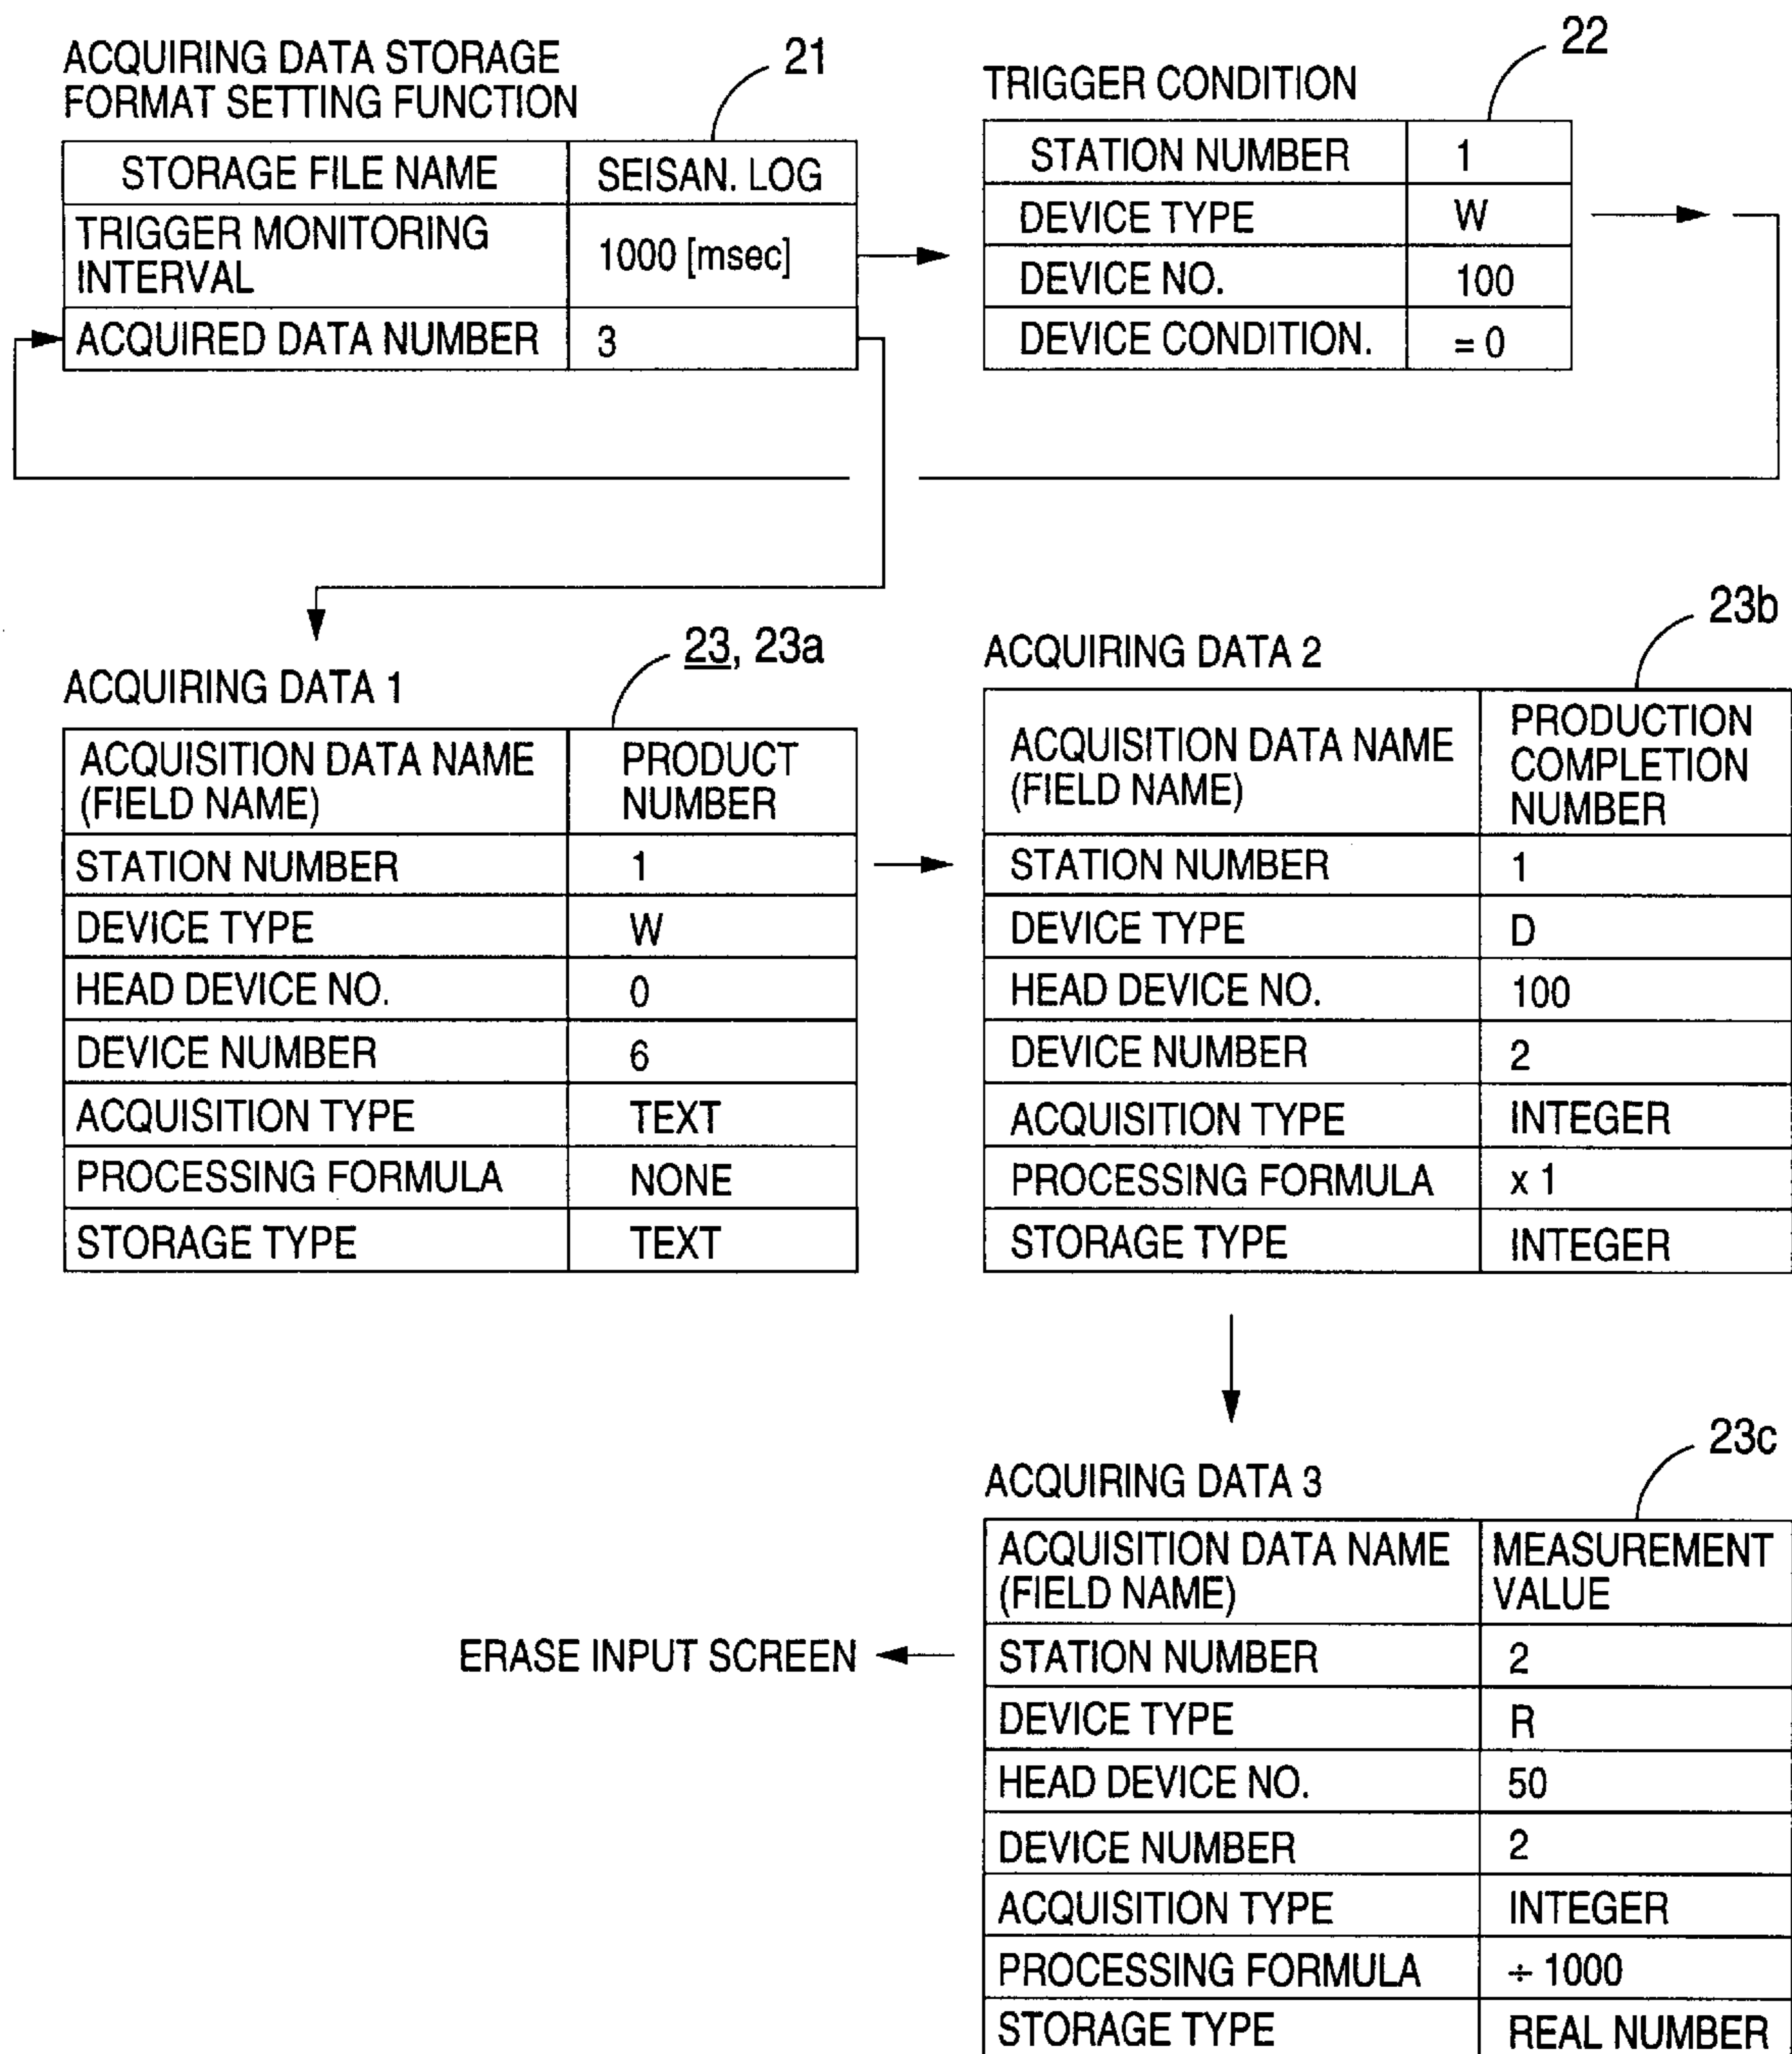 ACQUIRING DATA STORAGE
FORMAT SETTING FUNCTION
21
STORAGE FILE NAME SEISAN. LOG
TRIGGER MONITORING
INTERVAL
1000 [msec]
ACQUIRED DATA NUMBER 3
TRIGGER CONDITION
22
STATION NUMBER 1
DEVICE TYPE W
DEVICE NO. 100
DEVICE CONDITION. = 0
ACQUIRING DATA 1
23, 23a
ACQUISITION DATA NAME
(FIELD NAME)
PRODUCT
NUMBER
STATION NUMBER 1
DEVICE TYPE W
HEAD DEVICE NO. 0
DEVICE NUMBER 6
ACQUISITION TYPE TEXT
PROCESSING FORMULA NONE
STORAGE TYPE TEXT
ACQUIRING DATA 2
23b
ACQUISITION DATA NAME
(FIELD NAME)
PRODUCTION
COMPLETION
NUMBER
STATION NUMBER 1
DEVICE TYPE D
HEAD DEVICE NO. 100
DEVICE NUMBER 2
ACQUISITION TYPE INTEGER
PROCESSING FORMULA x 1
STORAGE TYPE INTEGER
ACQUIRING DATA 3
23c
ACQUISITION DATA NAME
(FIELD NAME)
MEASUREMENT
VALUE
STATION NUMBER 2
DEVICE TYPE R
HEAD DEVICE NO. 50
DEVICE NUMBER 2
ACQUISITION TYPE INTEGER
PROCESSING FORMULA ÷ 1000
STORAGE TYPE REAL NUMBER
ERASE INPUT SCREEN